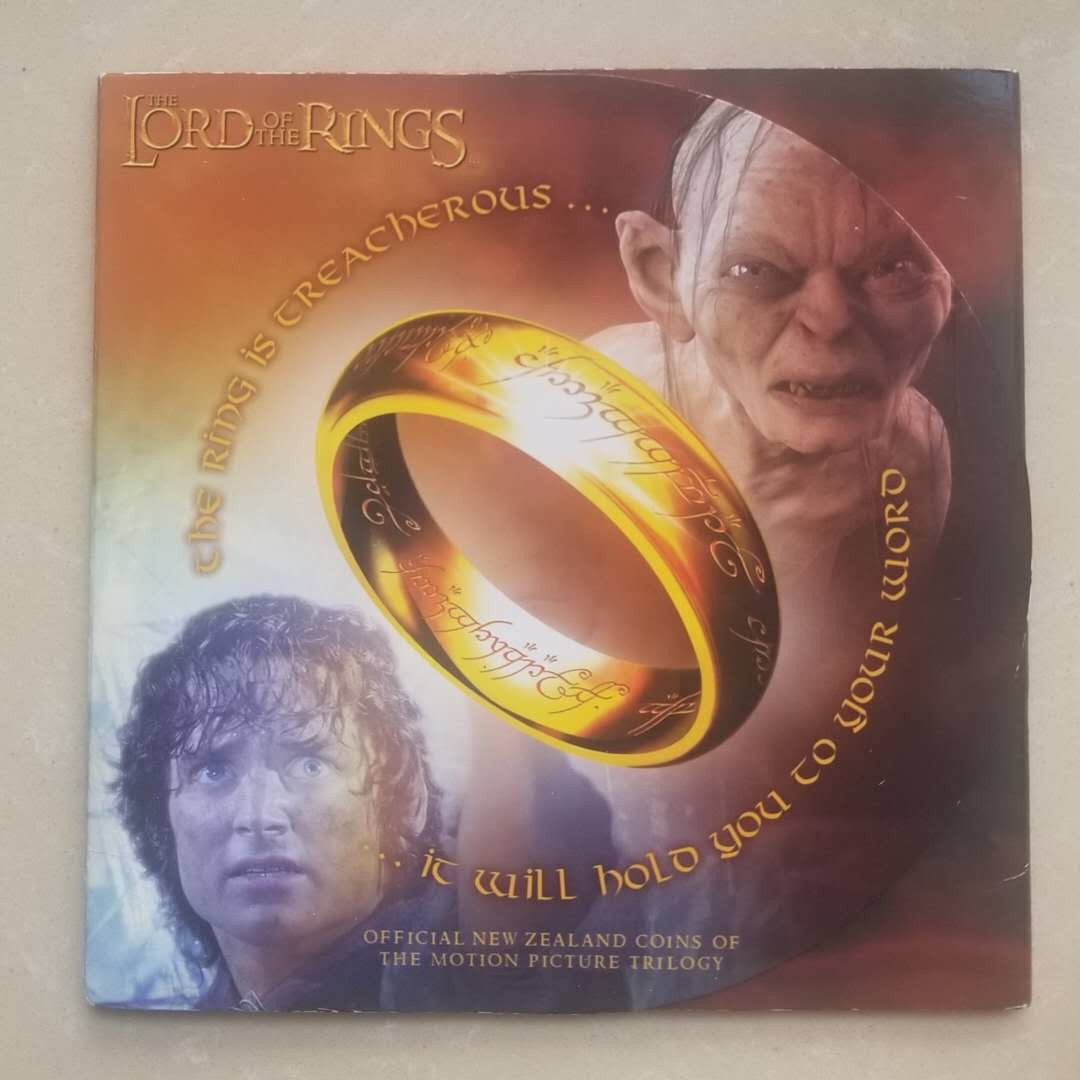 THE LORD OF THE RINGS
THE RING IS TREACHEROUS ...
... IT WILL HOLD YOU TO YOUR WORD
OFFICIAL NEW ZEALAND COINS OF
THE MOTION PICTURE TRILOGY